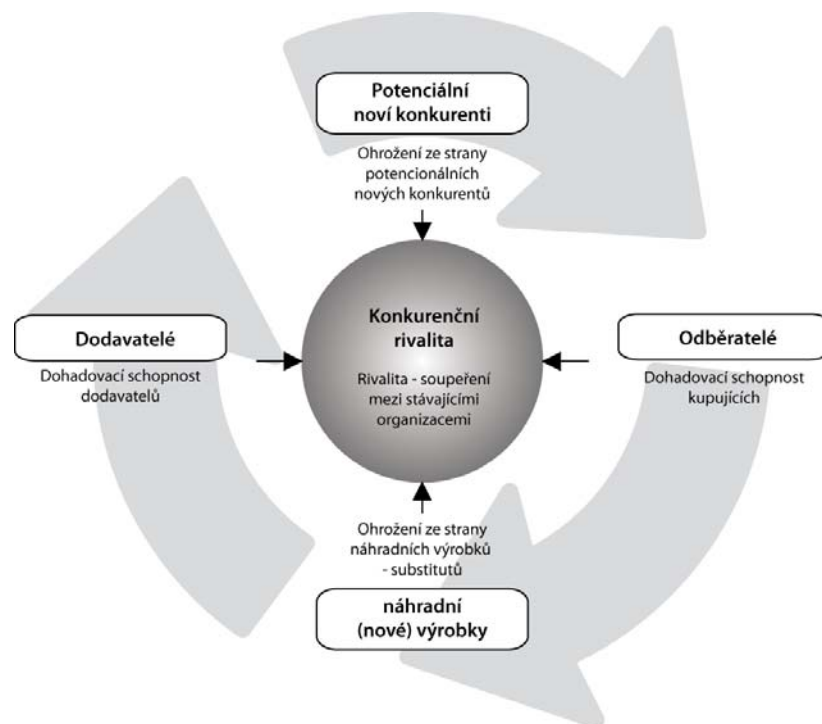 Potenciální
noví konkurenti
Ohrožení ze strany
potencionálních
nových konkurentů
Dodavatelé
Dohadovací schopnost
dodavatelů
Konkurenční
rivalita
Rivalita - soupeření
mezi stávajícími
organizacemi
Odběratelé
Dohadovací schopnost
kupujících
Ohrožení ze strany
náhradních výrobků
- substitutů
náhradní
(nové) výrobky